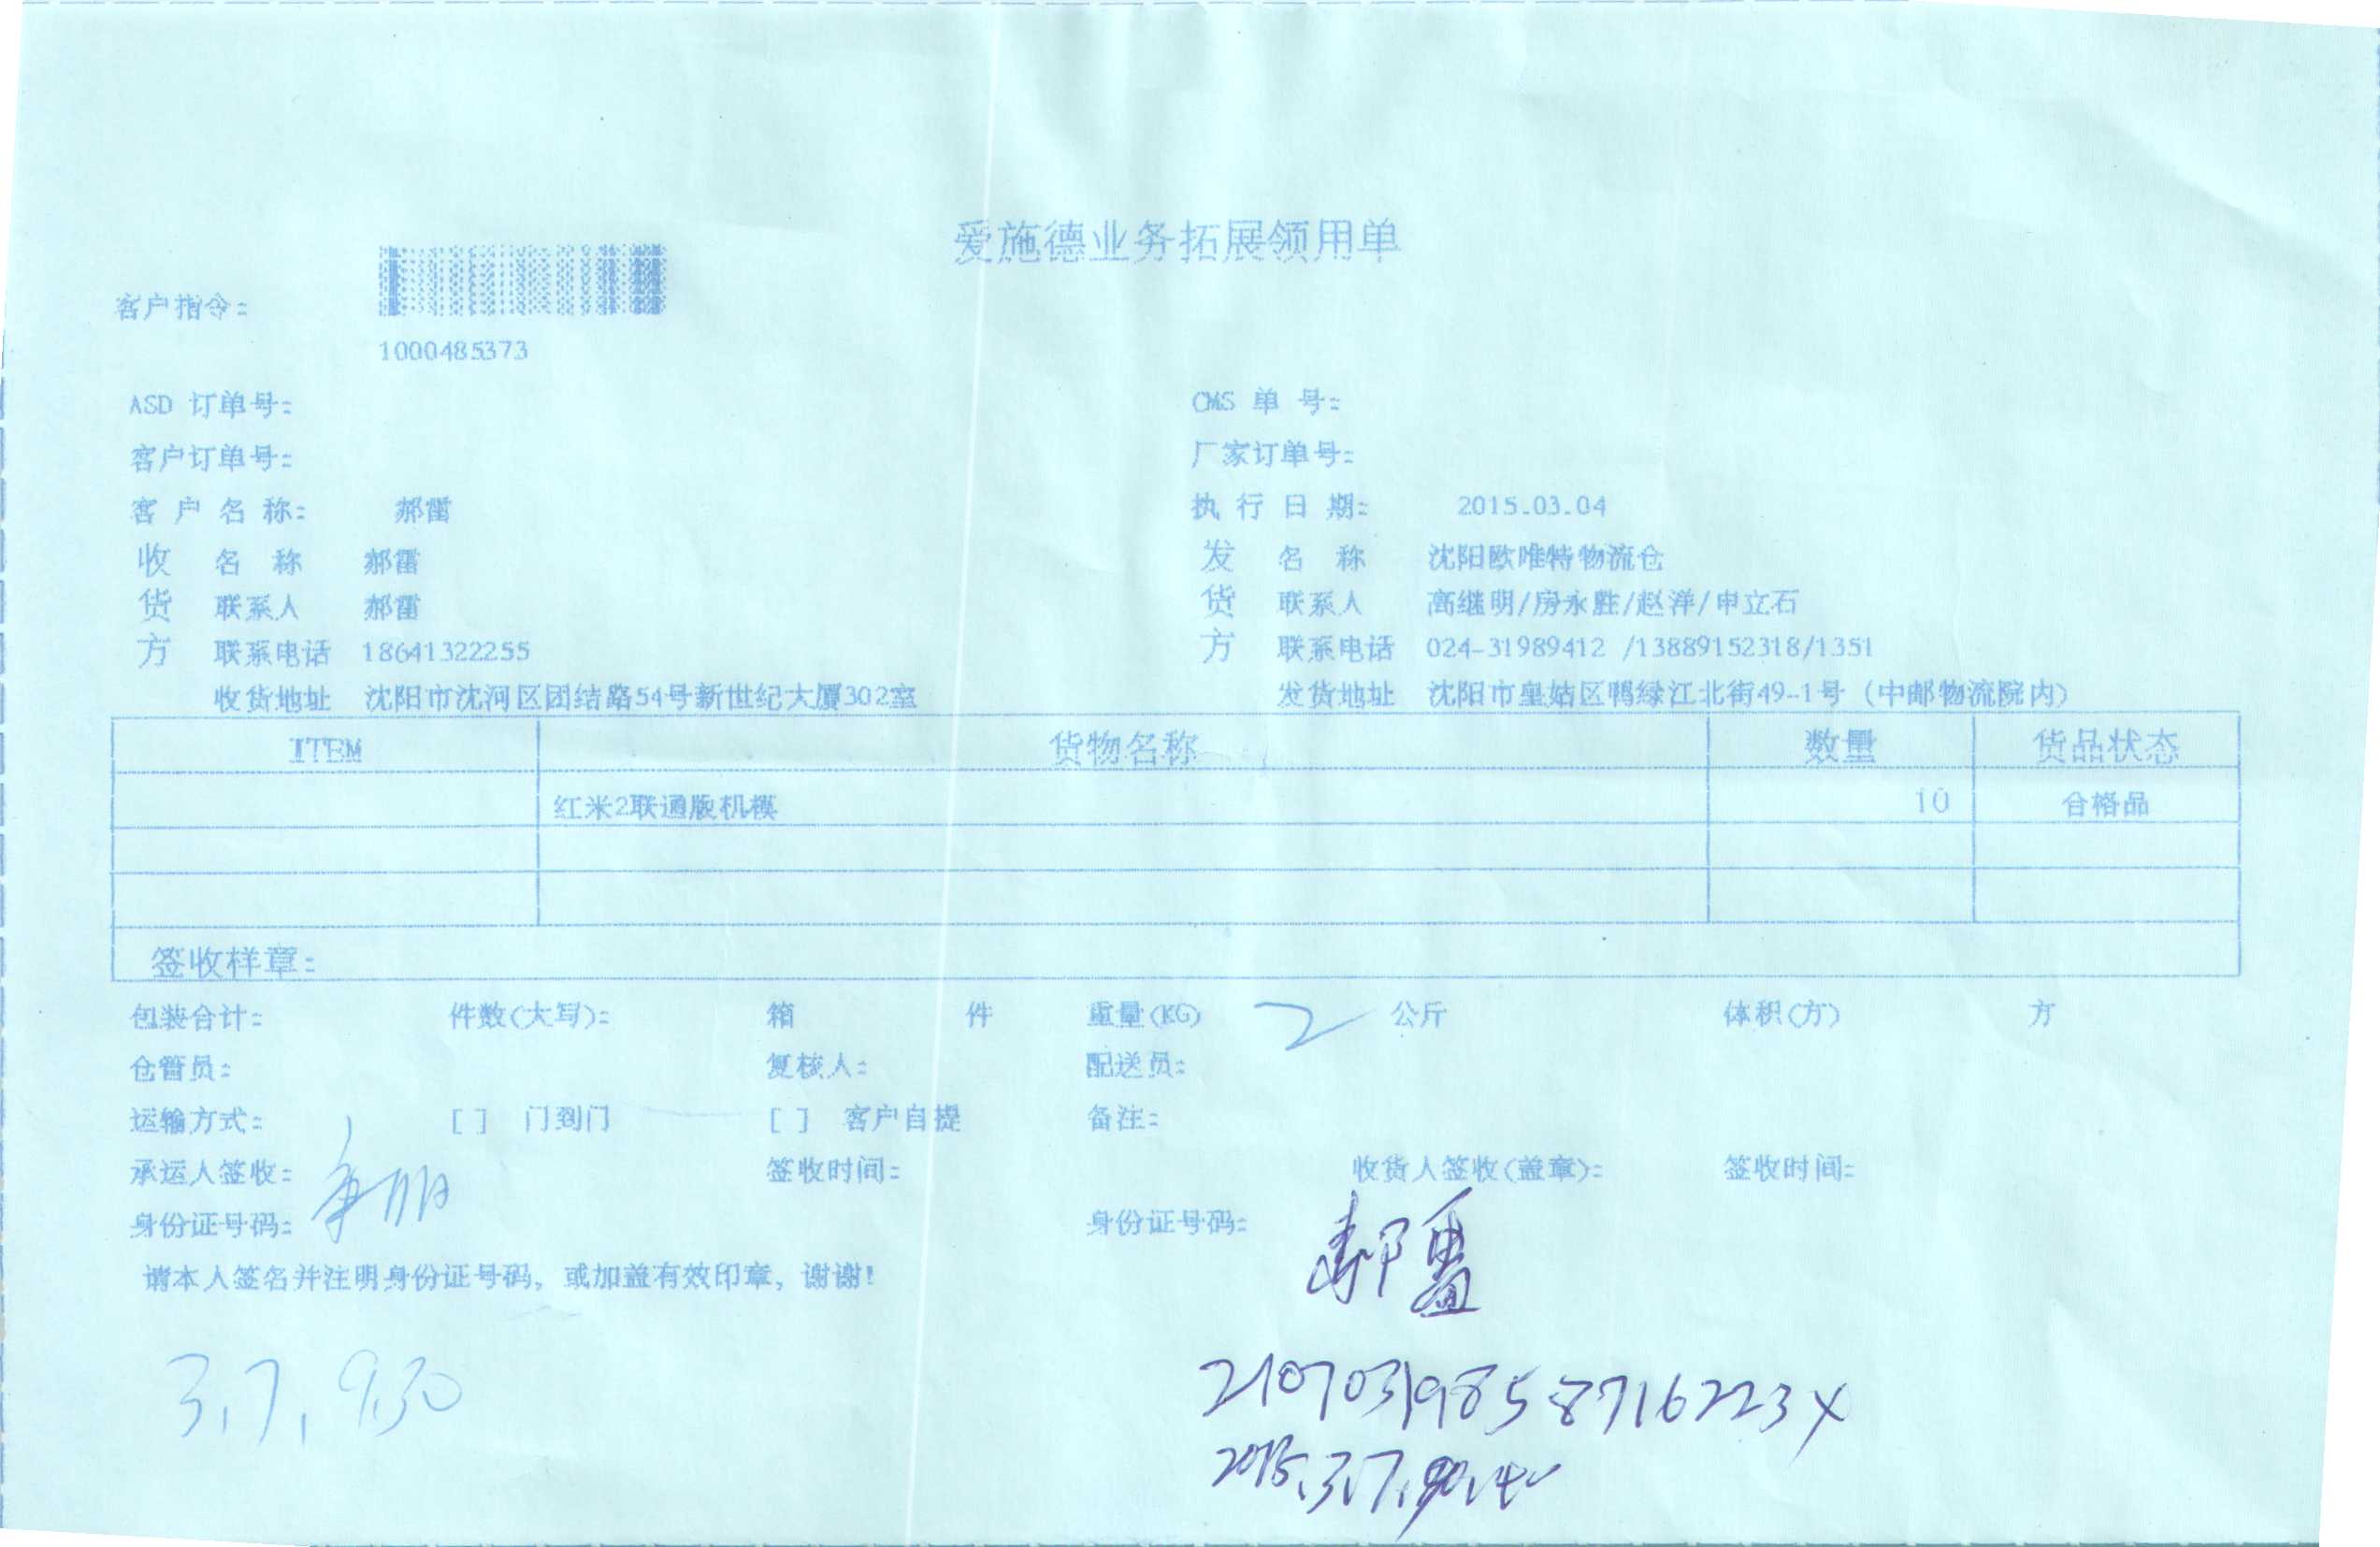 爱施德业务拓展领用单
客户指令:
1000485373
ASD 订单号: CMS 单 号:
客户订单号: 厂家订单号:
客 户 名 称: 郝雷 执 行 日 期: 2015.03.04
收 名 称 郝雷 发 名 称 沈阳欧唯特物流仓
货 联系人 郝雷 货 联系人 高继明/房永胜/赵洋/申立石
方 联系电话 18641322255 方 联系电话 024-31989412 /13889152318/1351
收货地址 沈阳市沈河区团结路54号新世纪大厦302室 发货地址 沈阳市皇姑区鸭绿江北街49-1号 (中邮物流院内)
ITEM 货物名称 数量 货品状态
红米2联通版机模 10 合格品
签收样章:
包装合计: 件数(大写): 箱 件 重量(KG) 2 公斤 体积(方) 方
仓管员: 复核人: 配送员:
运输方式: [ ] 门到门 [ ] 客户自提 备注:
承运人签收: 签收时间: 收货人签收(盖章): 签收时间:
身份证号码: 身份证号码:
郝雷
请本人签名并注明身份证号码, 或加盖有效印章, 谢谢!
3.7, 9.30
21070319858716223X
2015.3.7.